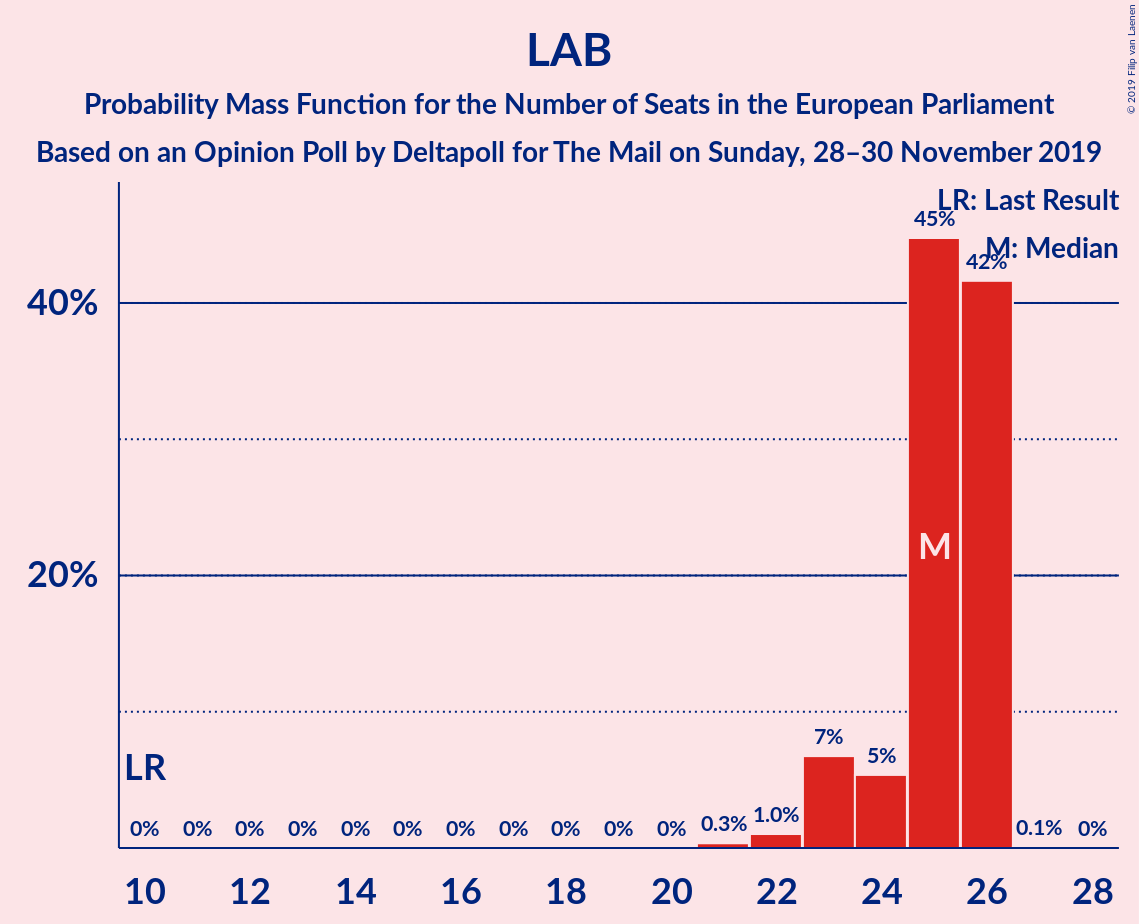 LAB
Probability Mass Function for the Number of Seats in the European Parliament
Based on an Opinion Poll by Deltapoll for The Mail on Sunday, 28–30 November 2019
© 2019 Filip van Laenen
LR: Last Result
M: Median
45%
42%
40%
20%
M
LR
7%
5%
0% 0% 0% 0% 0% 0% 0% 0% 0% 0% 0% 0.3% 1.0% 0.1% 0%
10 12 14 16 18 20 22 24 26 28